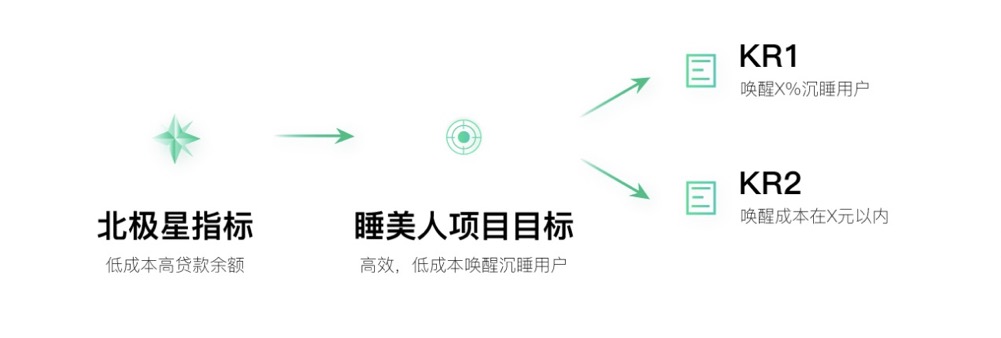 北极星指标
低成本高贷款余额
睡美人项目目标
高效，低成本唤醒沉睡用户
KR1
唤醒X%沉睡用户
KR2
唤醒成本在X元以内